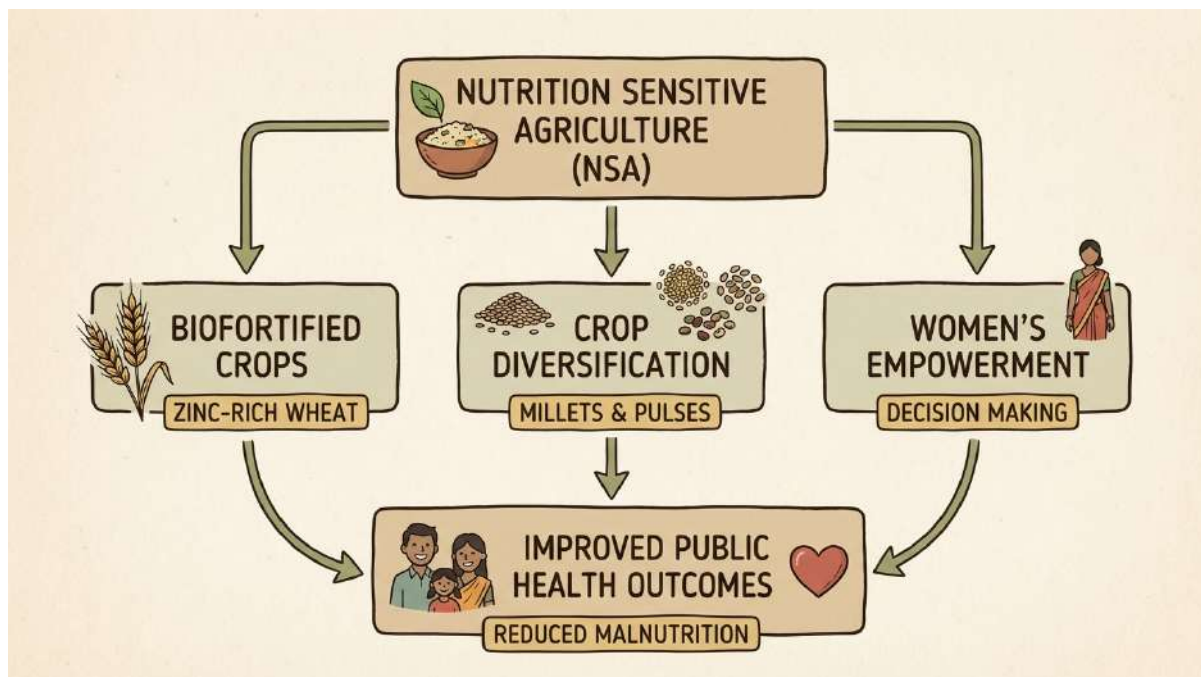 NUTRITION SENSITIVE
AGRICULTURE
(NSA)
BIOFORTIFIED
CROPS
ZINC-RICH WHEAT
CROP
DIVERSIFICATION
MILLETS & PULSES
WOMEN'S
EMPOWERMENT
DECISION MAKING
IMPROVED PUBLIC
HEALTH OUTCOMES
REDUCED MALNUTRITION